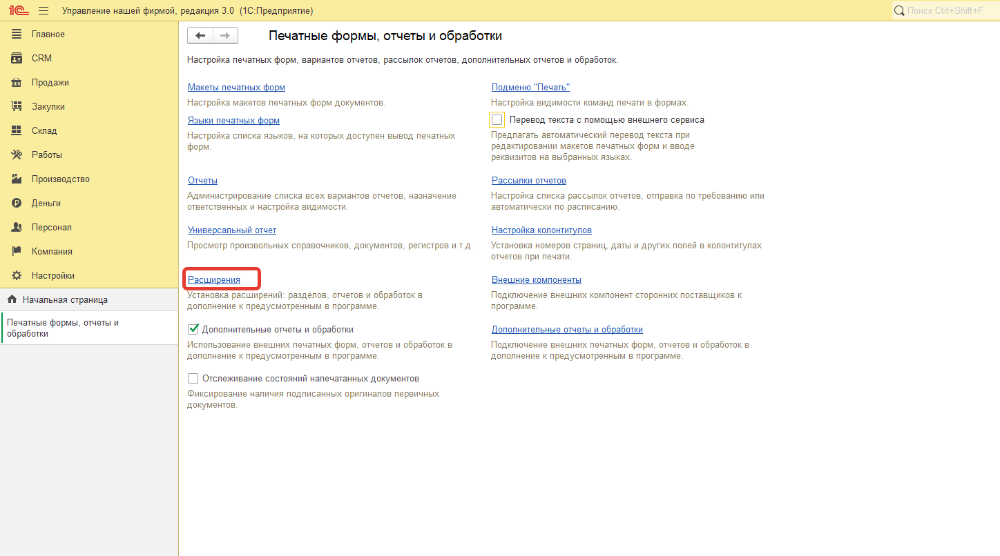 1С Управление нашей фирмой, редакция 3.0 (1С:Предприятие)
Поиск Ctrl+Shift+F
Главное
CRM
Продажи
Закупки
Склад
Работы
Производство
Деньги
Персонал
Компания
Настройки
Начальная страница
Печатные формы, отчеты и
обработки
Печатные формы, отчеты и обработки
Настройка печатных форм, вариантов отчетов, рассылок отчетов, дополнительных отчетов и обработок.
Макеты печатных форм
Настройка макетов печатных форм документов.
Подменю "Печать"
Настройка видимости команд печати в формах.
Языки печатных форм
Настройка списка языков, на которых доступен вывод печатных
форм.
Перевод текста с помощью внешнего сервиса
Предлагать автоматический перевод текста при
редактировании макетов печатных форм и вводе
реквизитов на выбранных языках.
Отчеты
Администрирование списка всех вариантов отчетов, назначение
ответственных и настройка видимости.
Рассылки отчетов
Настройка списка рассылок отчетов, отправка по требованию или
автоматически по расписанию.
Универсальный отчет
Просмотр произвольных справочников, документов, регистров и т.д.
Настройка колонтитулов
Установка номеров страниц, даты и других полей в колонтитулах
отчетов при печати.
Расширения
Установка расширений: разделов, отчетов и обработок в
дополнение к предусмотренным в программе.
Внешние компоненты
Подключение внешних компонент сторонних поставщиков к
программе.
Дополнительные отчеты и обработки
Использование внешних печатных форм, отчетов и обработок в
дополнение к предусмотренным в программе.
Дополнительные отчеты и обработки
Подключение внешних печатных форм, отчетов и обработок в
дополнение к предусмотренным в программе.
Отслеживание состояний напечатанных документов
Фиксирование наличия подписанных оригиналов первичных
документов.